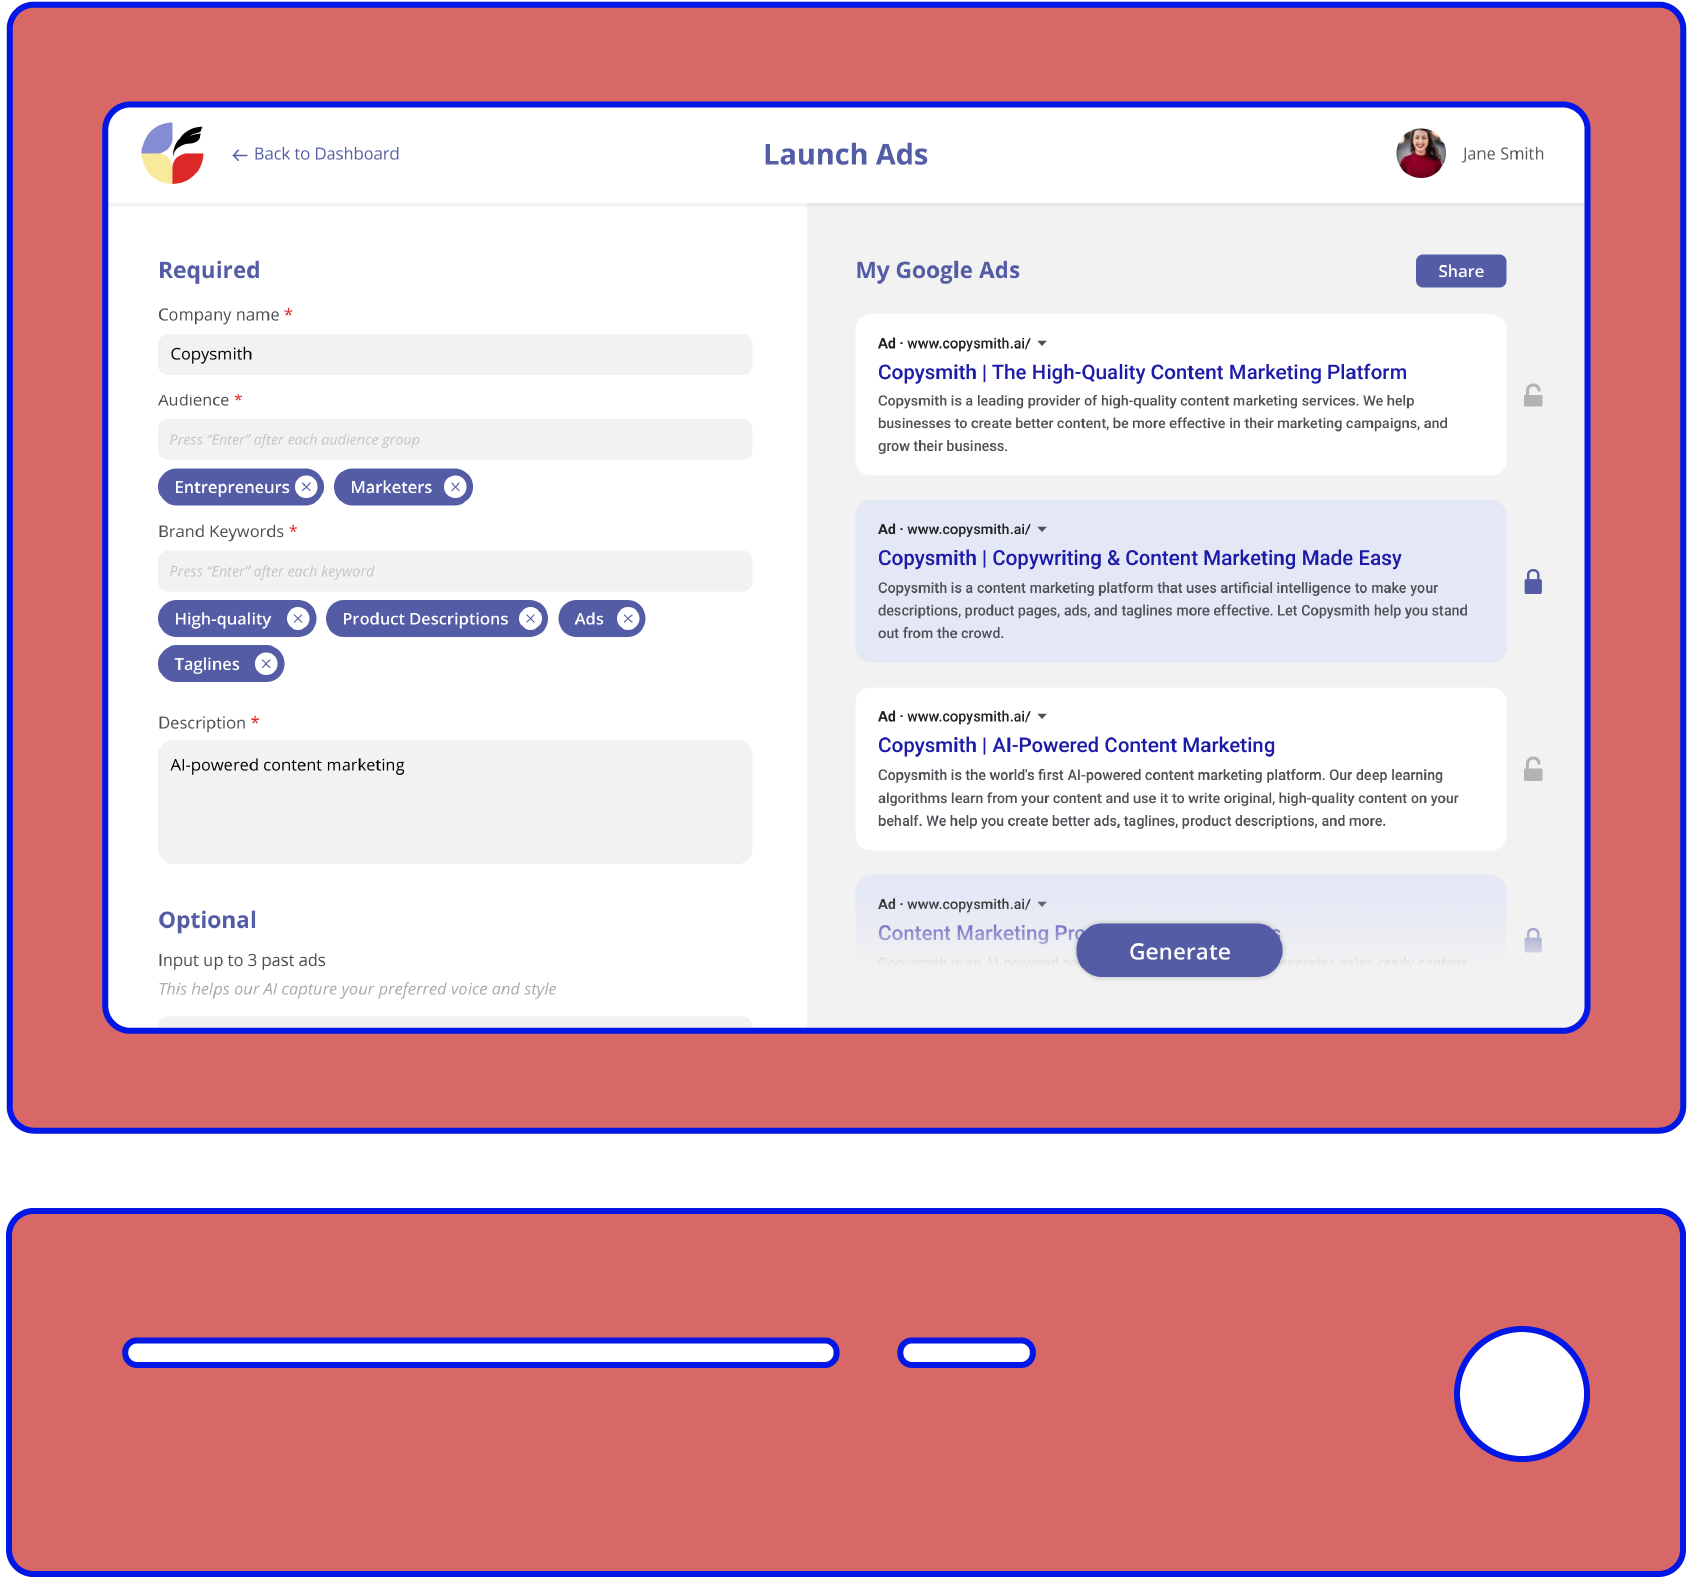 ← Back to Dashboard
Launch Ads
Jane Smith
Required
Company name *
Copysmith
Audience *
Press “Enter” after each audience group
Entrepreneurs
Marketers
Brand Keywords *
Press “Enter” after each keyword
High-quality
Product Descriptions
Ads
Taglines
Description *
AI-powered content marketing
Optional
Input up to 3 past ads
This helps our AI capture your preferred voice and style
My Google Ads
Share
Ad · www.copysmith.ai/
Copysmith | The High-Quality Content Marketing Platform
Copysmith is a leading provider of high-quality content marketing services. We help
businesses to create better content, be more effective in their marketing campaigns, and
grow their business.
Ad · www.copysmith.ai/
Copysmith | Copywriting & Content Marketing Made Easy
Copysmith is a content marketing platform that uses artificial intelligence to make your
descriptions, product pages, ads, and taglines more effective. Let Copysmith help you stand
out from the crowd.
Ad · www.copysmith.ai/
Copysmith | AI-Powered Content Marketing
Copysmith is the world's first AI-powered content marketing platform. Our deep learning
algorithms learn from your content and use it to write original, high-quality content on your
behalf. We help you create better ads, taglines, product descriptions, and more.
Ad · www.copysmith.ai/
Content Marketing
Copysmith is an AI-powered sales-ready content
Generate